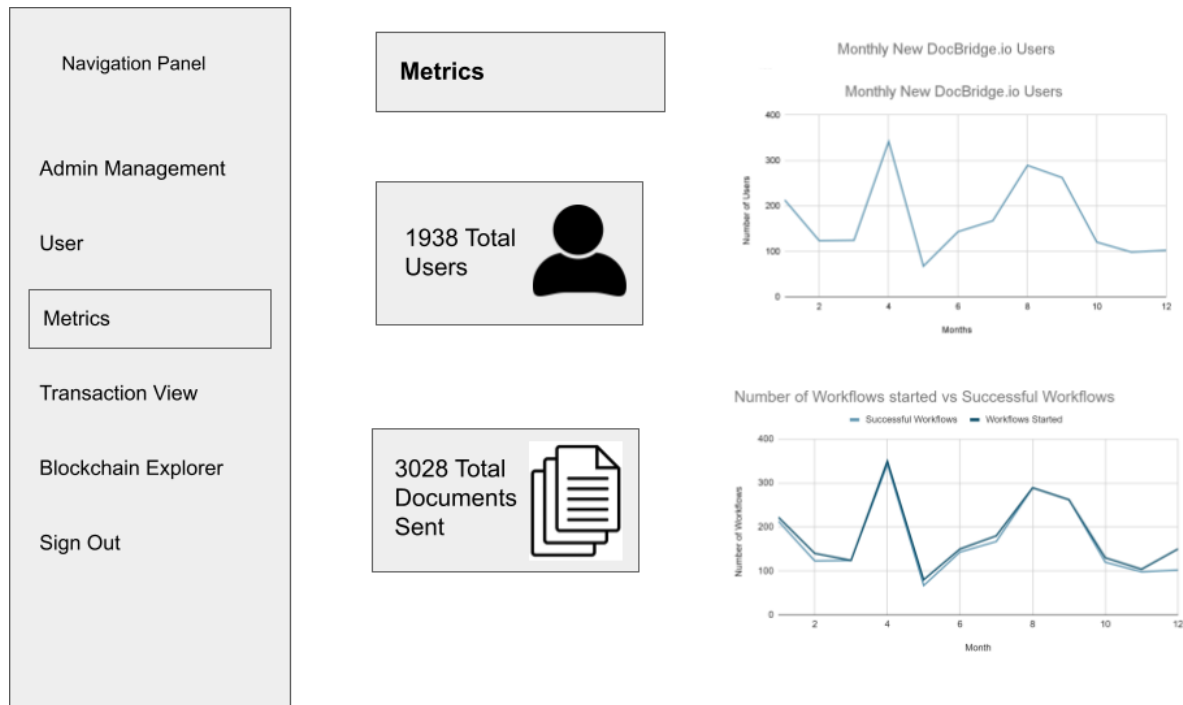 Navigation Panel
Admin Management
User
Metrics
Transaction View
Blockchain Explorer
Sign Out
Metrics
1938 Total
Users
3028 Total
Documents
Sent
Monthly New DocBridge.io Users
Monthly New DocBridge.io Users
Number of Users
400
300
200
100
0
2 4 6 8 10 12
Months
Number of Workflows started vs Successful Workflows
Successful Workflows Workflows Started
Number of Workflows
400
300
200
100
0
2 4 6 8 10 12
Month